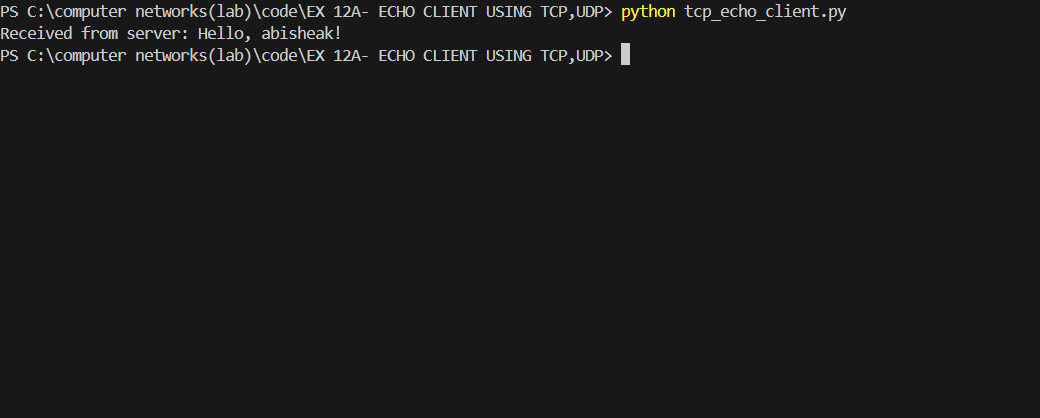 PS C:\computer networks(lab)\code\EX 12A- ECHO CLIENT USING TCP,UDP> python tcp_echo_client.py
Received from server: Hello, abisheak!
PS C:\computer networks(lab)\code\EX 12A- ECHO CLIENT USING TCP,UDP>